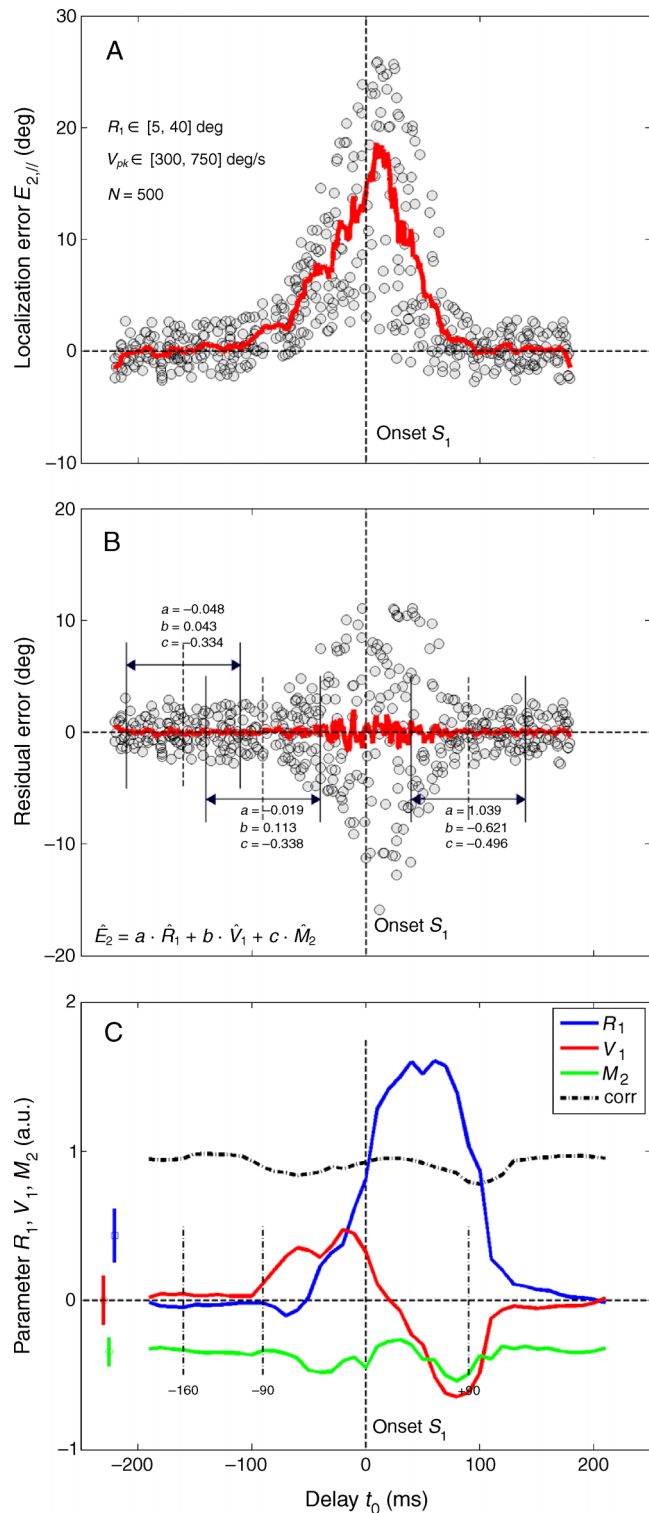 A
R₁ ∈ [5, 40] deg
Vₚₖ ∈ [300, 750] deg/s
N = 500
Localization error E₂,// (deg)
30
20
10
0
−10
Onset S₁
B
Residual error (deg)
20
10
0
−10
−20
a = −0.048
b = 0.043
c = −0.334
a = −0.019
b = 0.113
c = −0.338
a = 1.039
b = −0.621
c = −0.496
Onset S₁
Ê₂ = a · R̂₁ + b · V̂₁ + c · M̂₂
C
R₁
V₁
M₂
corr
Parameter R₁, V₁, M₂ (a.u.)
2
1
0
−1
−160
−90
+90
Onset S₁
−200
−100
0
100
200
Delay t₀ (ms)